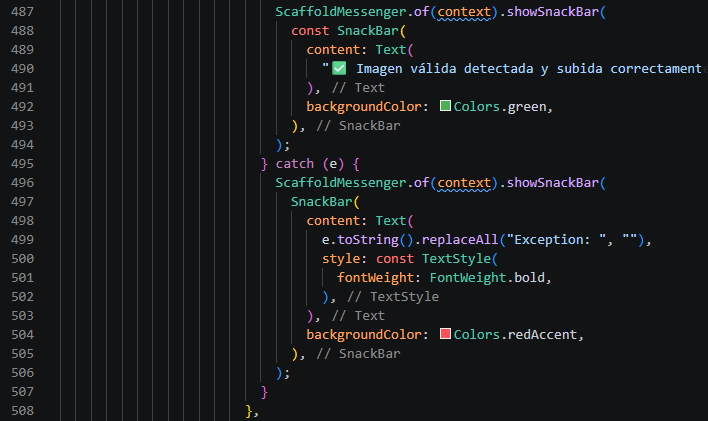 487 ScaffoldMessenger.of(context).showSnackBar(
488 const SnackBar(
489 content: Text(
490 "✅ Imagen válida detectada y subida correctament
491 ), // Text
492 backgroundColor: Colors.green,
493 ), // SnackBar
494 );
495 } catch (e) {
496 ScaffoldMessenger.of(context).showSnackBar(
497 SnackBar(
498 content: Text(
499 e.toString().replaceAll("Exception: ", ""),
500 style: const TextStyle(
501 fontWeight: FontWeight.bold,
502 ), // TextStyle
503 ), // Text
504 backgroundColor: Colors.redAccent,
505 ), // SnackBar
506 );
507 }
508 },